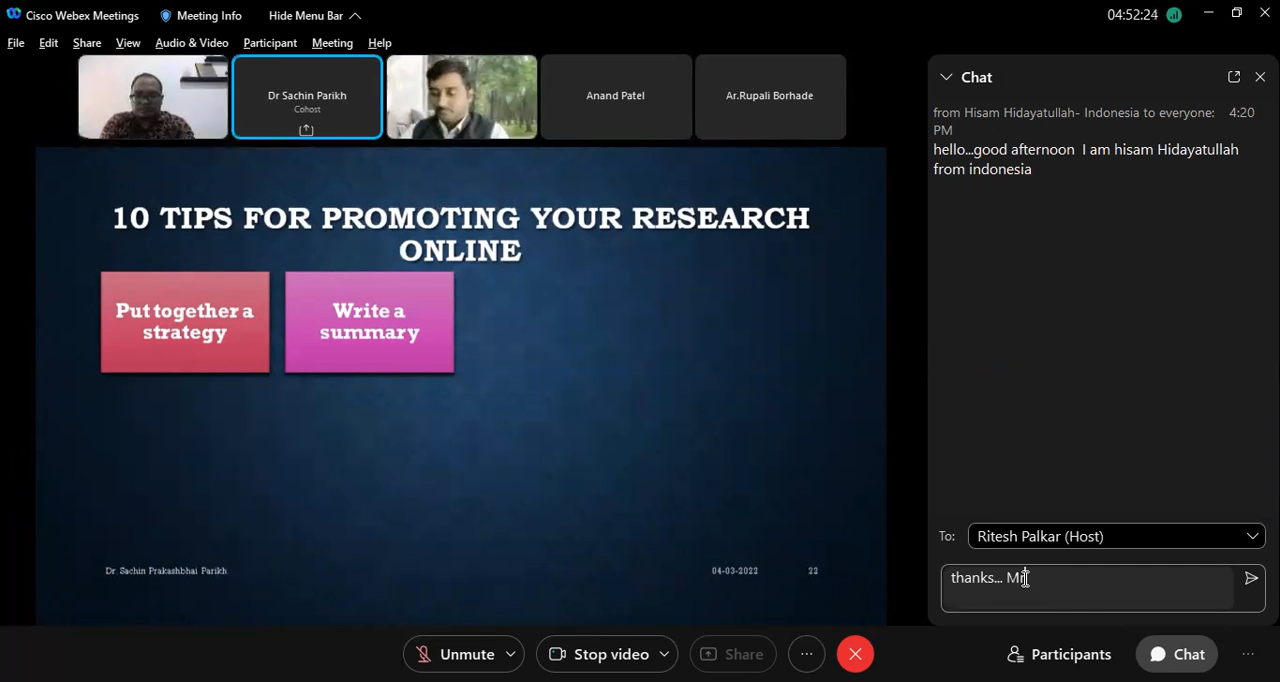 Cisco Webex Meetings
Meeting Info
Hide Menu Bar
04:52:24
File Edit Share View Audio & Video Participant Meeting Help
Dr Sachin Parikh
Cohost
Anand Patel
Ar.Rupali Borhade
Chat
from Hisam Hidayatullah- Indonesia to everyone: 4:20
PM
hello...good afternoon I am hisam Hidayatullah
from indonesia
10 TIPS FOR PROMOTING YOUR RESEARCH
ONLINE
Put together a
strategy
Write a
summary
Dr. Sachin Prakashbhai Parikh
04-03-2022
22
To: Ritesh Palkar (Host)
thanks... Mr
Unmute
Stop video
Share
Participants
Chat